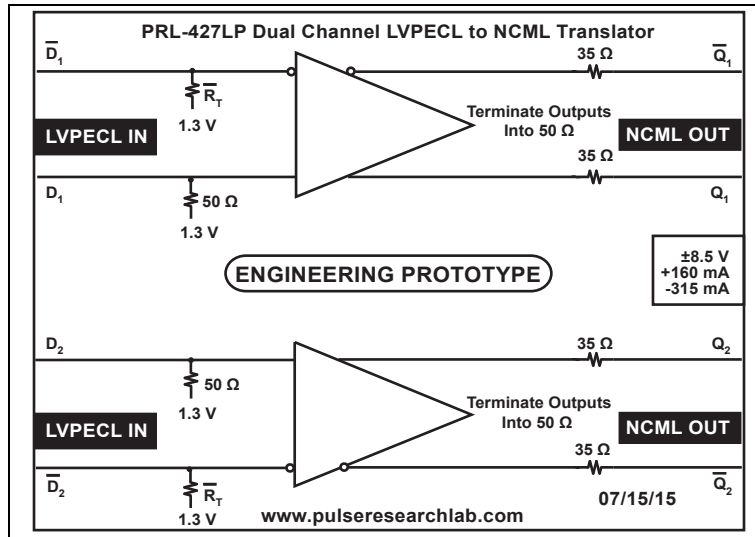 PRL-427LP Dual Channel LVPECL to NCML Translator
D̅₁
35 Ω
Q̅₁
R̅T
1.3 V
LVPECL IN
Terminate Outputs
Into 50 Ω
NCML OUT
35 Ω
D₁
50 Ω
1.3 V
Q₁
ENGINEERING PROTOTYPE
±8.5 V
+160 mA
-315 mA
D₂
35 Ω
Q₂
50 Ω
1.3 V
LVPECL IN
Terminate Outputs
Into 50 Ω
NCML OUT
35 Ω
D̅₂
R̅T
1.3 V
Q̅₂
07/15/15
www.pulseresearchlab.com